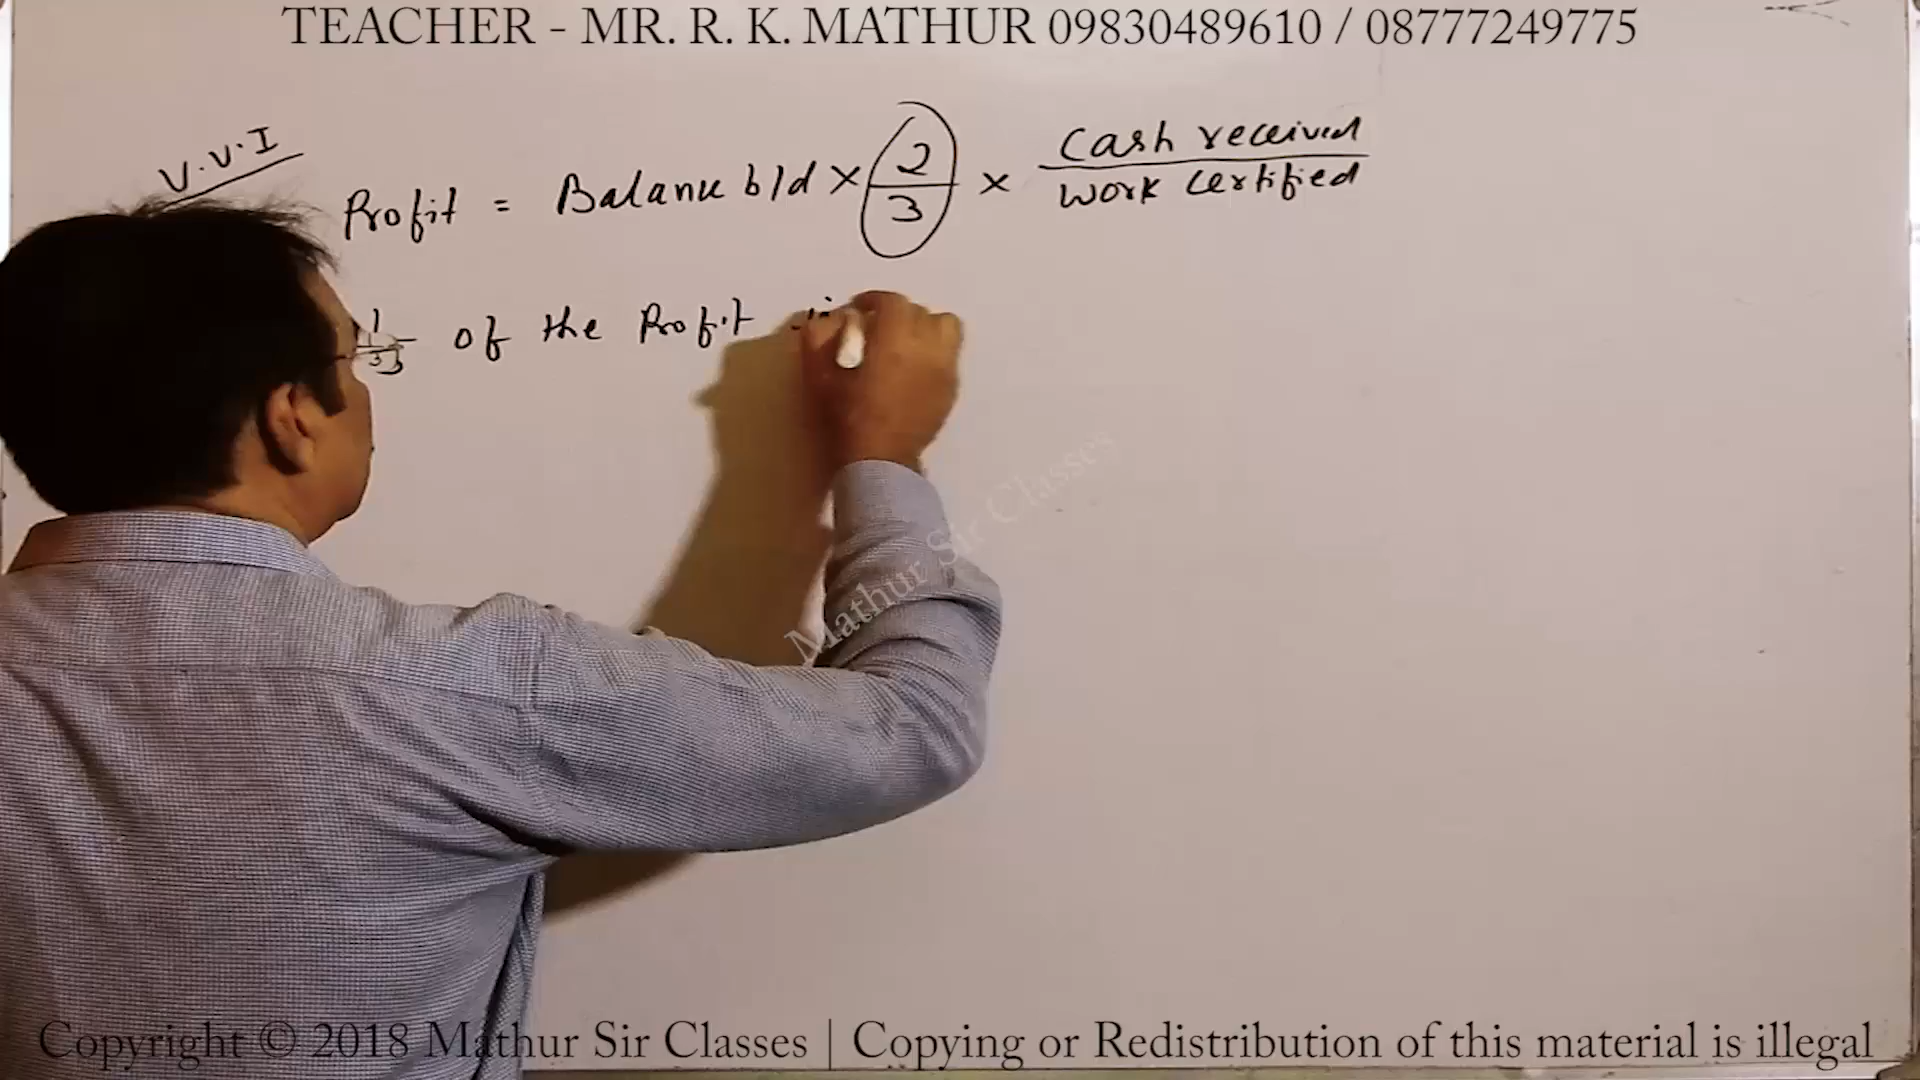 TEACHER - MR. R. K. MATHUR 09830489610 / 08777249775
V.V.I
Profit = Balance b/d × 2/3 × Cash received / Work certified
1/3 of the Profit
Mathur Sir Classes
Copyright © 2018 Mathur Sir Classes | Copying or Redistribution of this material is illegal